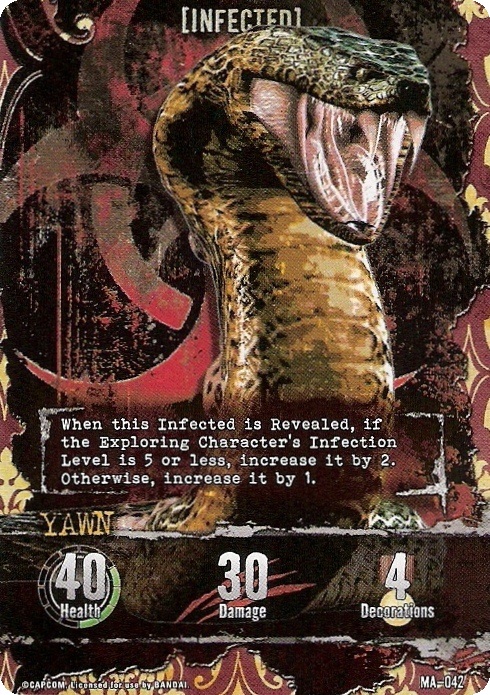 [INFECTED]
When this Infected is Revealed, if
the Exploring Character's Infection
Level is 5 or less, increase it by 2.
Otherwise, increase it by 1.
YAWN
40 30 4
Health Damage Decorations
©CAPCOM. Licensed for use by BANDAI. MA-042